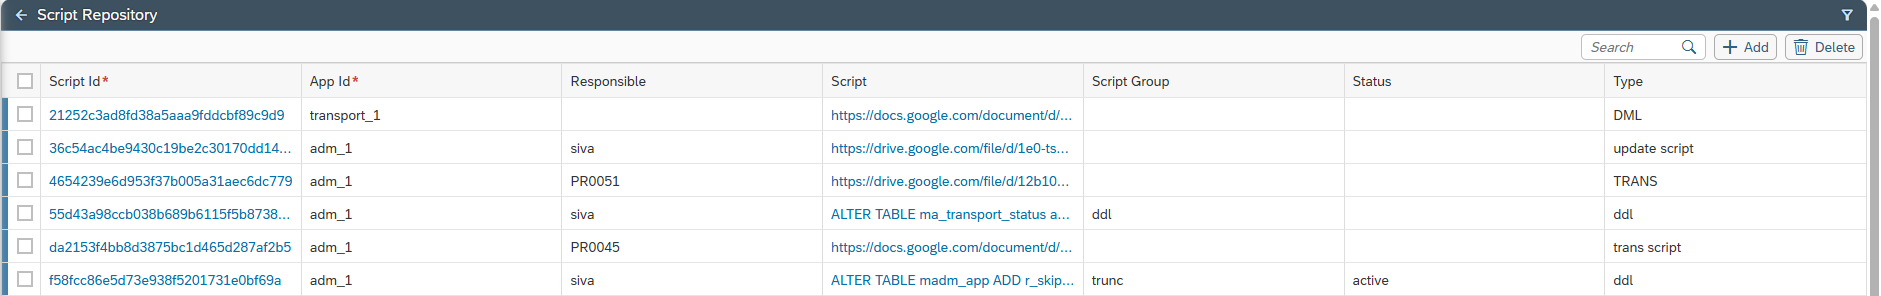 Script Repository
Search Add Delete
Script Id* App Id* Responsible Script Script Group Status Type
21252c3ad8fd38a5aaa9fddcbf89c9d9 transport_1 https://docs.google.com/document/d/... DML
36c54ac4be9430c19be2c30170dd14... adm_1 siva https://drive.google.com/file/d/1e0-ts... update script
4654239e6d953f37b005a31aec6dc779 adm_1 PR0051 https://drive.google.com/file/d/12b10... TRANS
55d43a98ccb038b689b6115f5b8738... adm_1 siva ALTER TABLE ma_transport_status a... ddl ddl
da2153f4bb8d3875bc1d465d287af2b5 adm_1 PR0045 https://docs.google.com/document/d/... trans script
f58fcc86e5d73e938f5201731e0bf69a adm_1 siva ALTER TABLE madm_app ADD r_skip... trunc active ddl